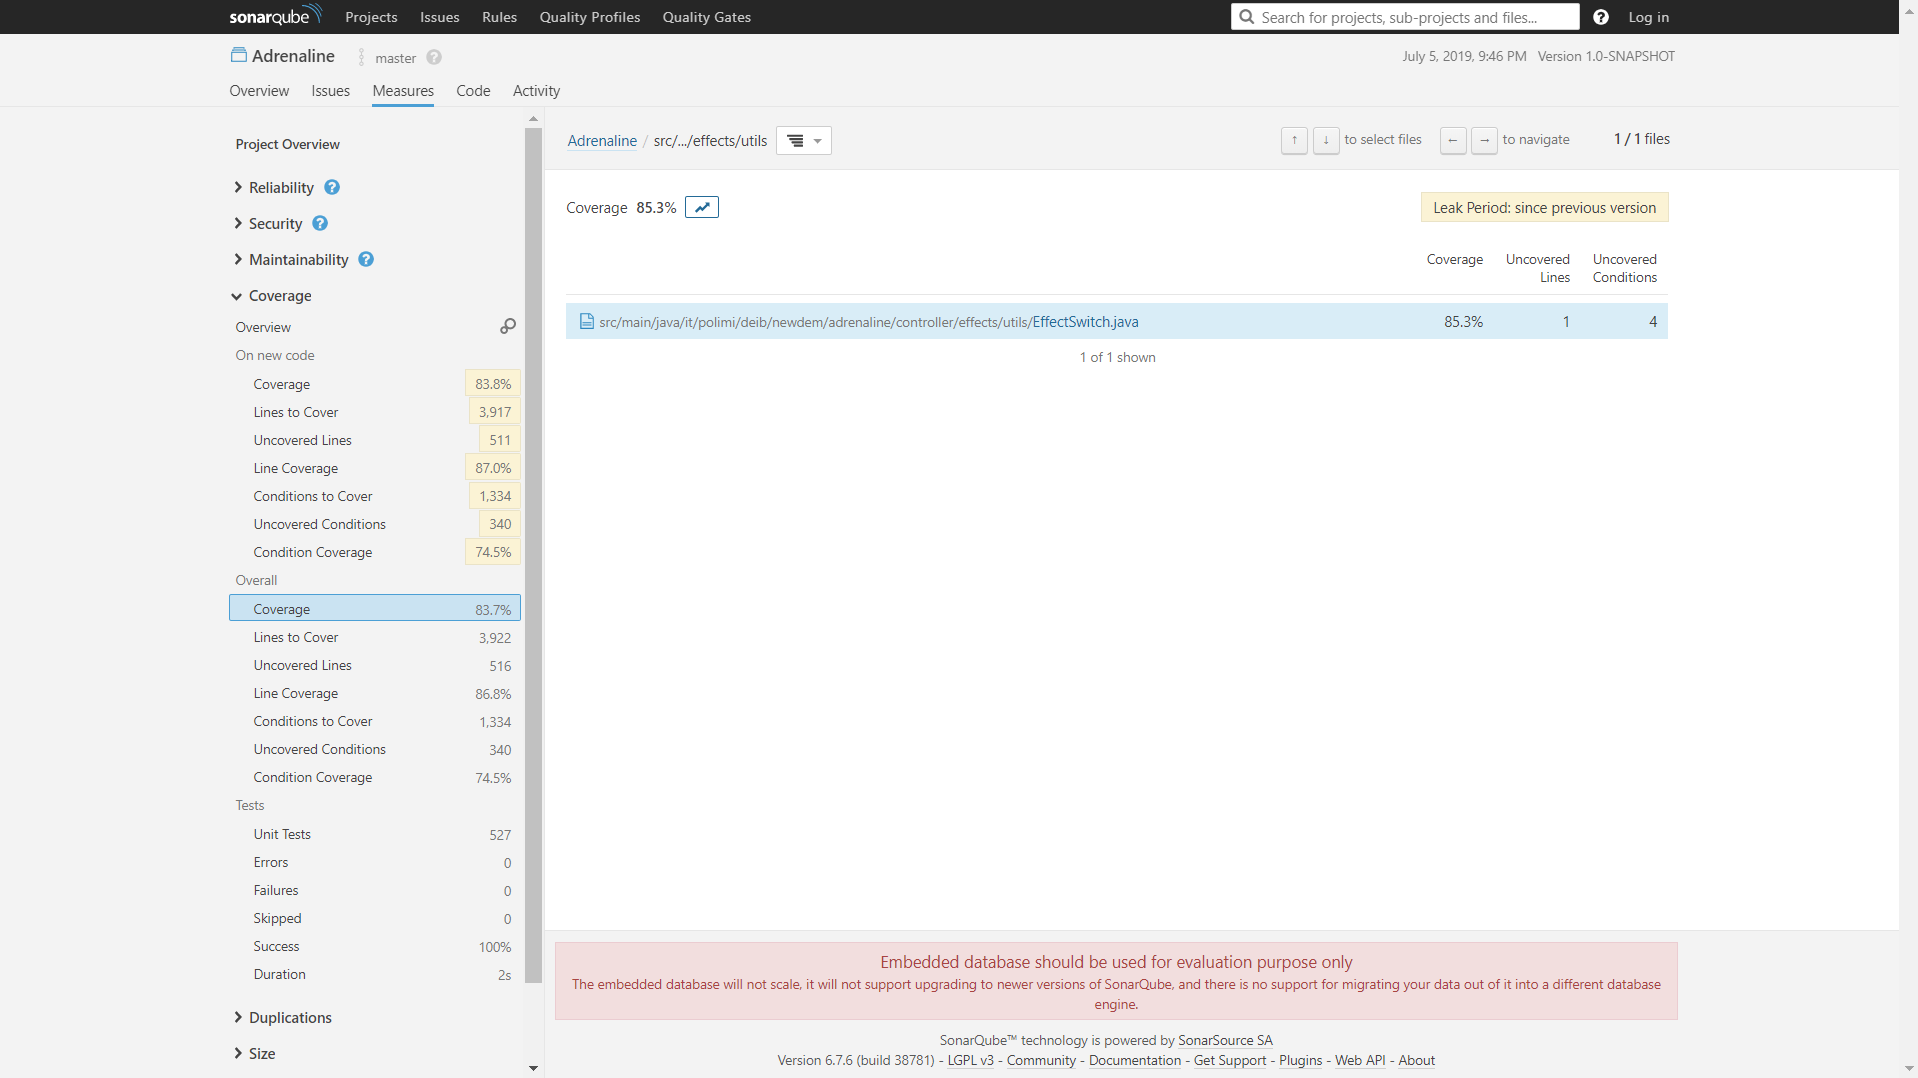 sonarqube Projects Issues Rules Quality Profiles Quality Gates Search for projects, sub-projects and files... Log in
Adrenaline master July 5, 2019, 9:46 PM Version 1.0-SNAPSHOT
Overview Issues Measures Code Activity
Project Overview
Reliability
Security
Maintainability
Coverage
Overview
On new code
Coverage 83.8%
Lines to Cover 3,917
Uncovered Lines 511
Line Coverage 87.0%
Conditions to Cover 1,334
Uncovered Conditions 340
Condition Coverage 74.5%
Overall
Coverage 83.7%
Lines to Cover 3,922
Uncovered Lines 516
Line Coverage 86.8%
Conditions to Cover 1,334
Uncovered Conditions 340
Condition Coverage 74.5%
Tests
Unit Tests 527
Errors 0
Failures 0
Skipped 0
Success 100%
Duration 2s
Duplications
Size
Adrenaline / src/.../effects/utils ↑ ↓ to select files ← → to navigate 1 / 1 files
Coverage 85.3% Leak Period: since previous version
Coverage Uncovered Lines Uncovered Conditions
src/main/java/it/polimi/deib/newdem/adrenaline/controller/effects/utils/EffectSwitch.java 85.3% 1 4
1 of 1 shown
Embedded database should be used for evaluation purpose only
The embedded database will not scale, it will not support upgrading to newer versions of SonarQube, and there is no support for migrating your data out of it into a different database
engine.
SonarQube™ technology is powered by SonarSource SA
Version 6.7.6 (build 38781) - LGPL v3 - Community - Documentation - Get Support - Plugins - Web API - About